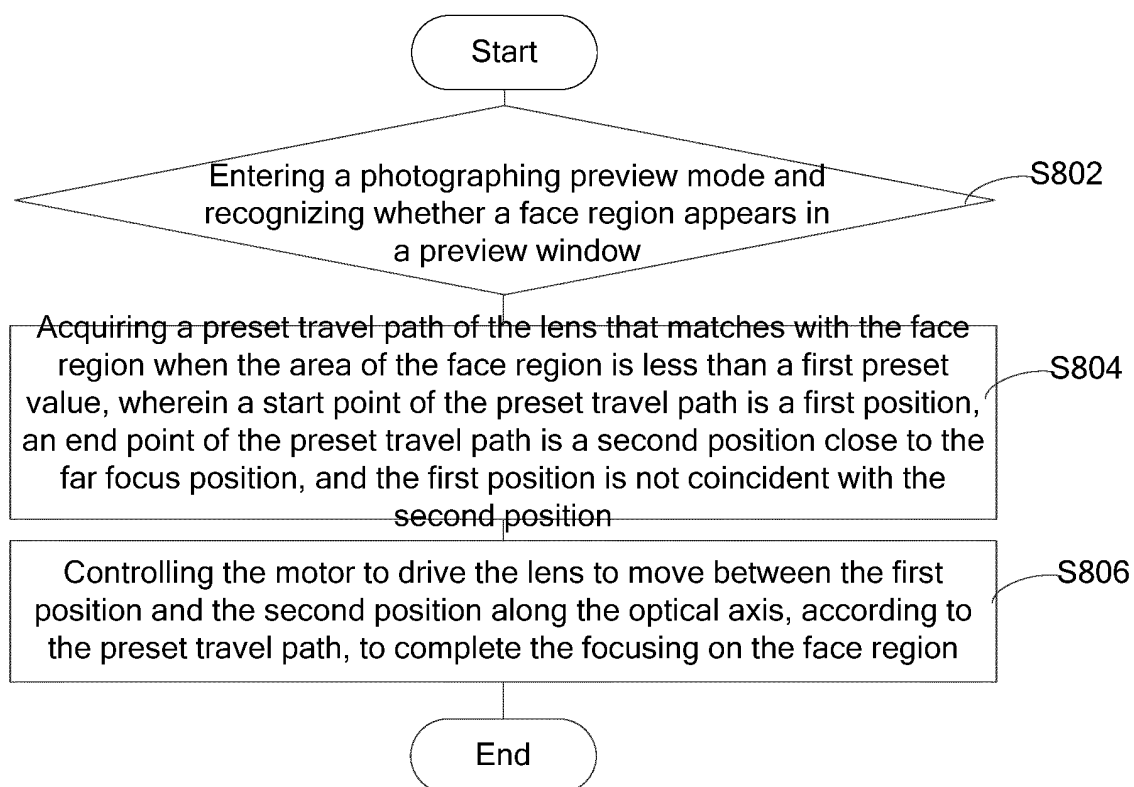 Start
Entering a photographing preview mode and
recognizing whether a face region appears in
a preview window
S802
Acquiring a preset travel path of the lens that matches with the face
region when the area of the face region is less than a first preset
value, wherein a start point of the preset travel path is a first position,
an end point of the preset travel path is a second position close to the
far focus position, and the first position is not coincident with the
second position
S804
Controlling the motor to drive the lens to move between the first
position and the second position along the optical axis, according to
the preset travel path, to complete the focusing on the face region
S806
End